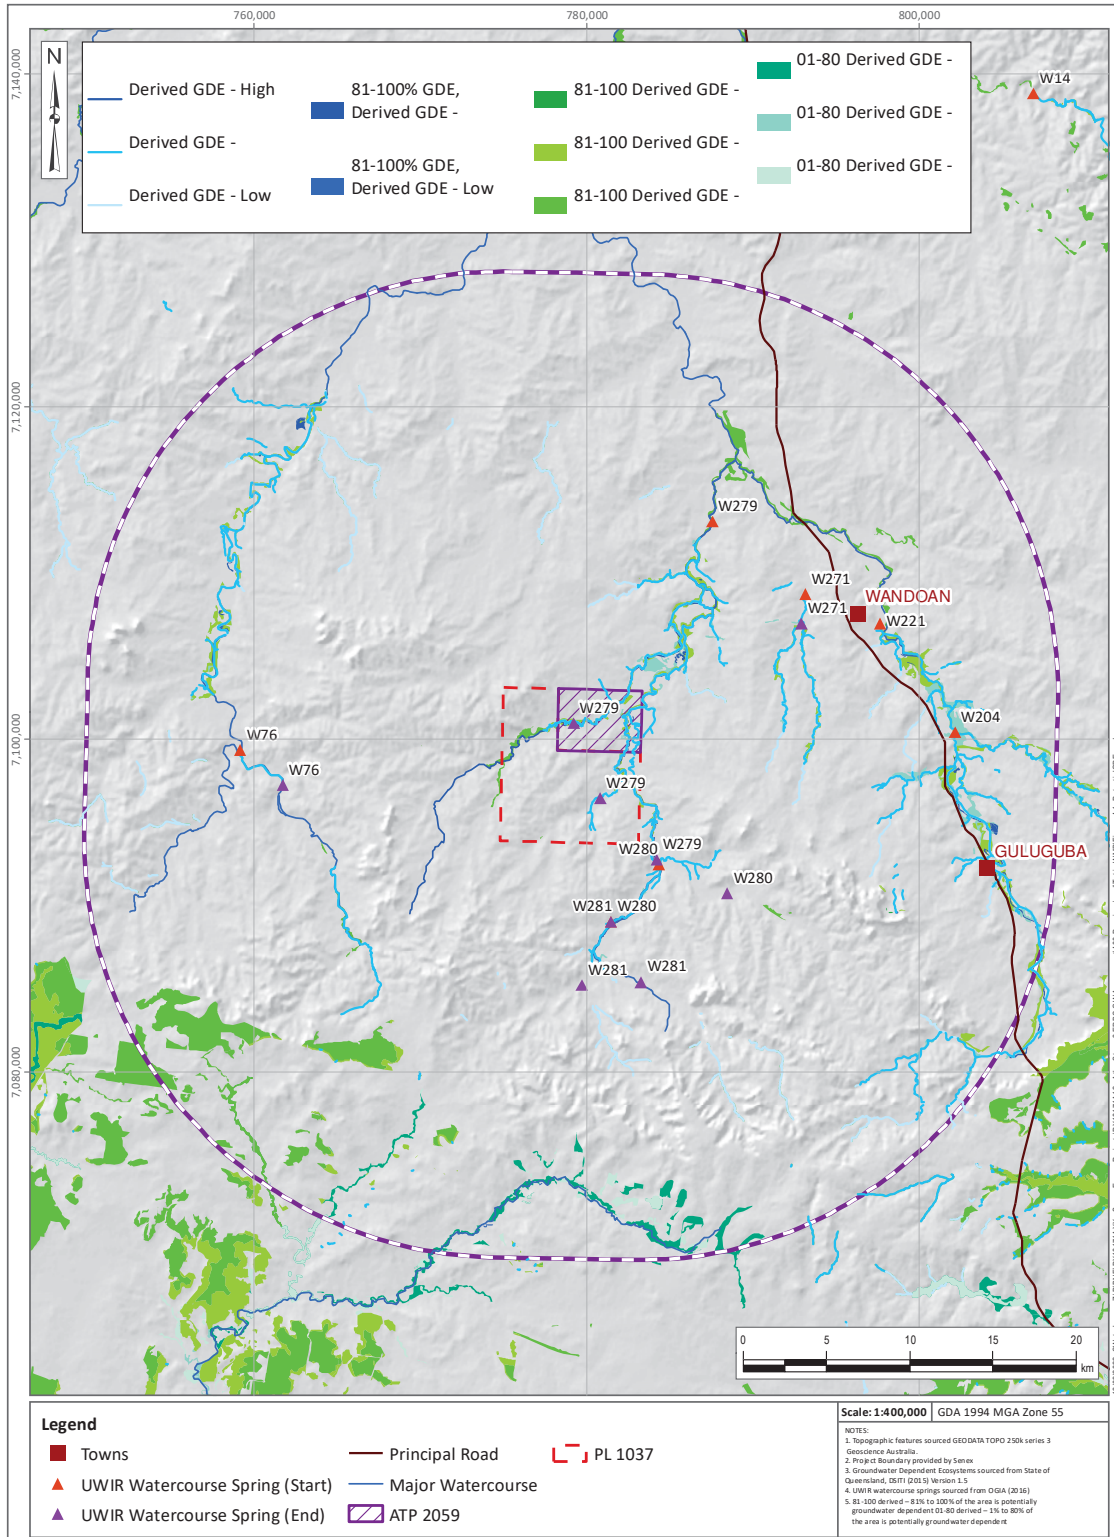 760,000
780,000
800,000
7,140,000
7,120,000
7,100,000
7,080,000
N
Derived GDE - High
Derived GDE -
Derived GDE - Low
81-100% GDE,
Derived GDE -
81-100% GDE,
Derived GDE - Low
81-100 Derived GDE -
81-100 Derived GDE -
81-100 Derived GDE -
01-80 Derived GDE -
01-80 Derived GDE -
01-80 Derived GDE -
W14
W279
W271
WANDOAN
W271
W221
W279
W204
W76
W76
W279
W280
W279
GULUGUBA
W280
W281
W280
W281
W281
0
5
10
15
20
km
Legend
Towns
UWIR Watercourse Spring (Start)
UWIR Watercourse Spring (End)
Principal Road
Major Watercourse
ATP 2059
PL 1037
Scale: 1:400,000
GDA 1994 MGA Zone 55
NOTES:
1. Topographic features sourced GEODATA TOPO 250k series 3
Geoscience Australia.
2. Project Boundary provided by Senex
3. Groundwater Dependent Ecosystems sourced from State of
Queensland, DSITI (2015) Version 1.5
4. UWIR watercourse springs sourced from OGIA (2016)
5. 81-100 derived – 81% to 100% of the area is potentially
groundwater dependent 01-80 derived – 1% to 80% of
the area is potentially groundwater dependent